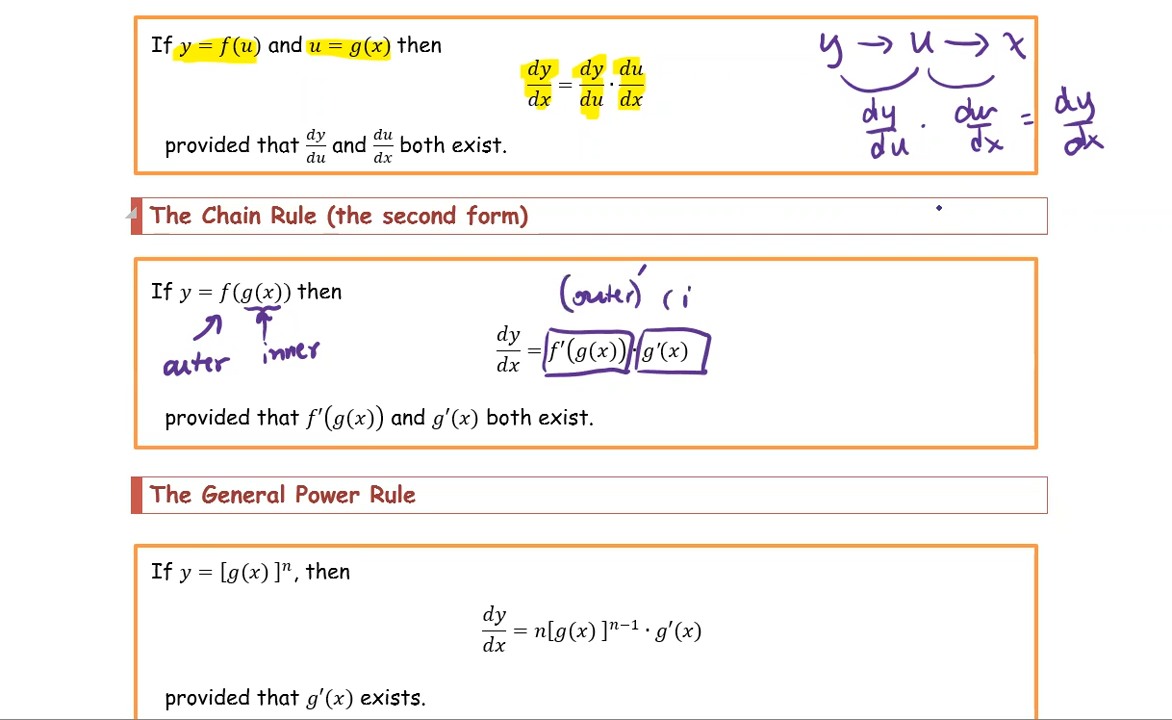 If y = f(u) and u = g(x) then
dy/dx = dy/du · du/dx
provided that dy/du and du/dx both exist.
y → u → x
dy/du · du/dx = dy/dx
The Chain Rule (the second form)
If y = f(g(x)) then
outer inner
(outer)' (i
dy/dx = f'(g(x)) · g'(x)
provided that f'(g(x)) and g'(x) both exist.
The General Power Rule
If y = [g(x)]ⁿ, then
dy/dx = n[g(x)]ⁿ⁻¹ · g'(x)
provided that g'(x) exists.